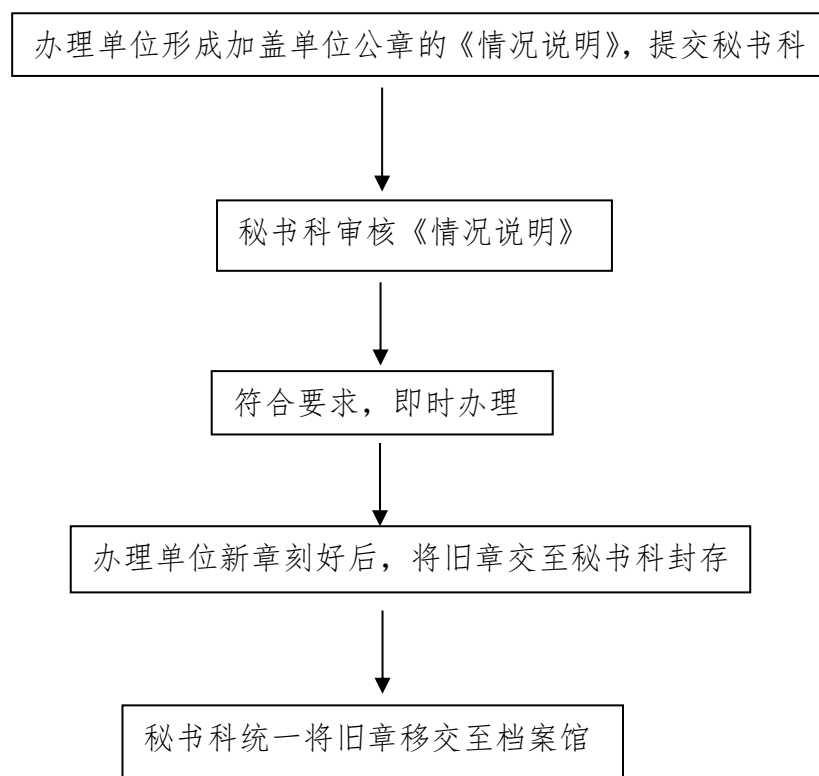 办理单位形成加盖单位公章的《情况说明》，提交秘书科
秘书科审核《情况说明》
符合要求，即时办理
办理单位新章刻好后，将旧章交至秘书科封存
秘书科统一将旧章移交至档案馆